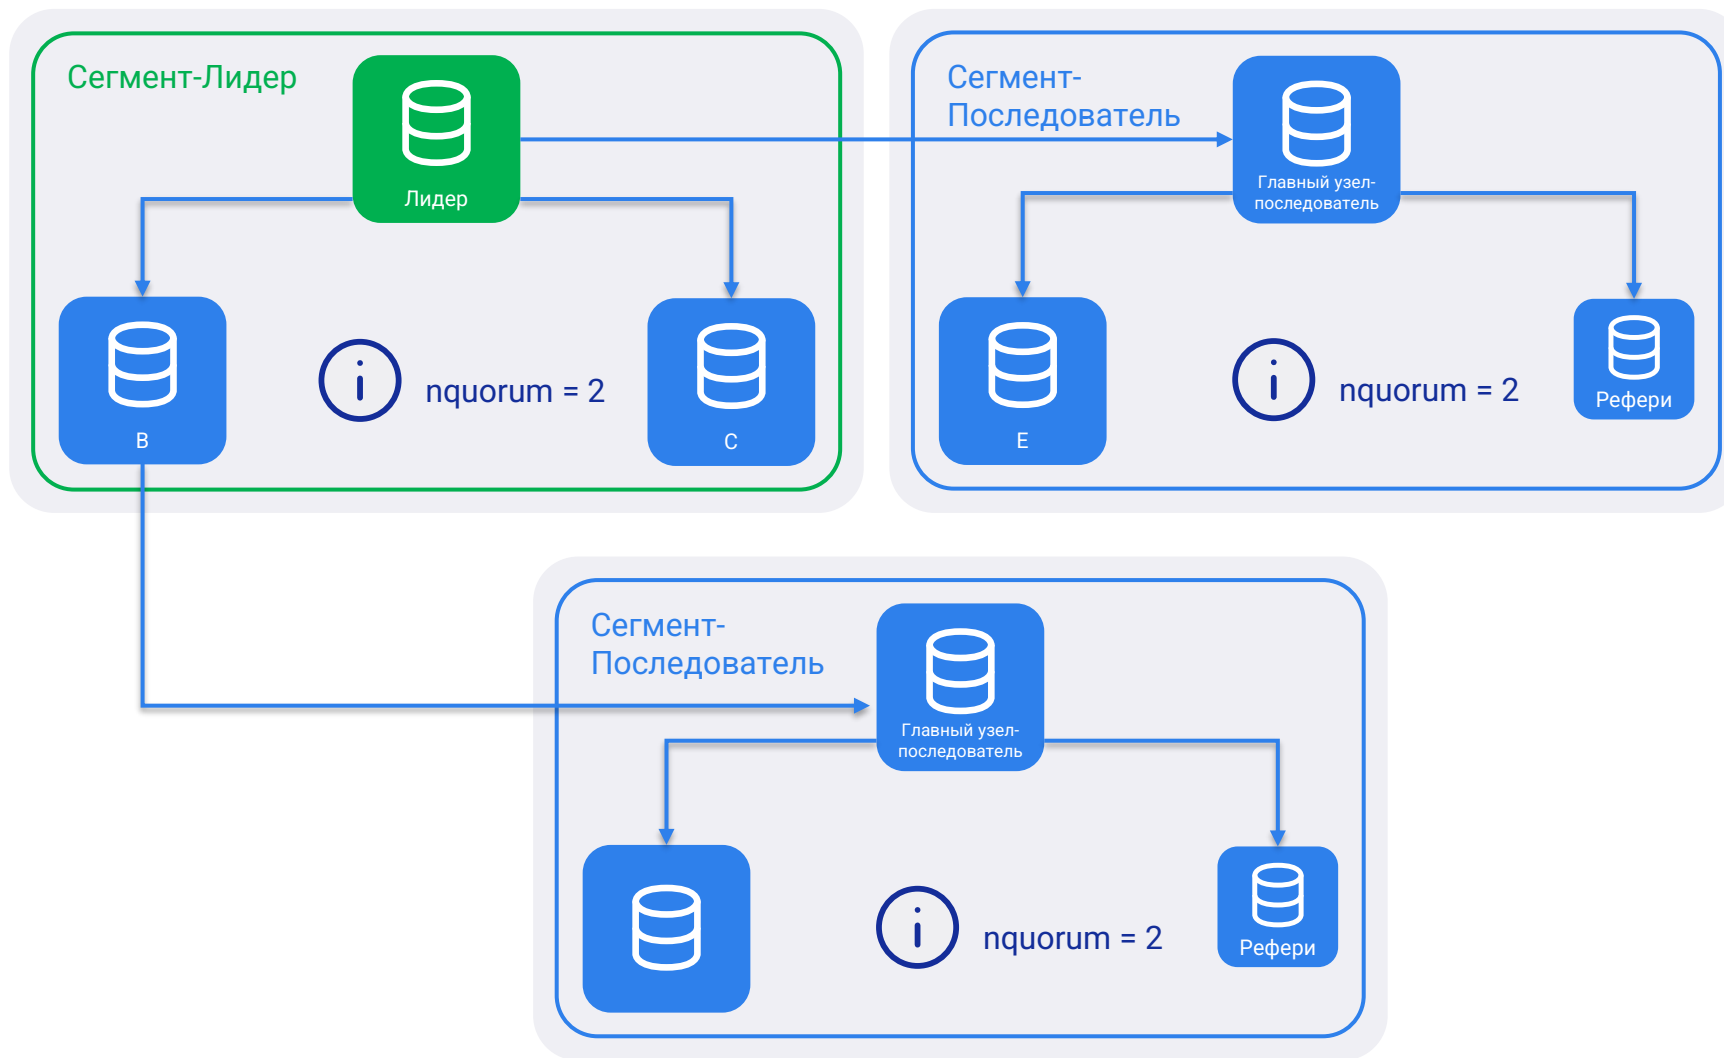 Сегмент-Лидер
Лидер
B
nquorum = 2
C
Сегмент-
Последователь
Главный узел-
последователь
E
nquorum = 2
Рефери
Сегмент-
Последователь
Главный узел-
последователь
nquorum = 2
Рефери